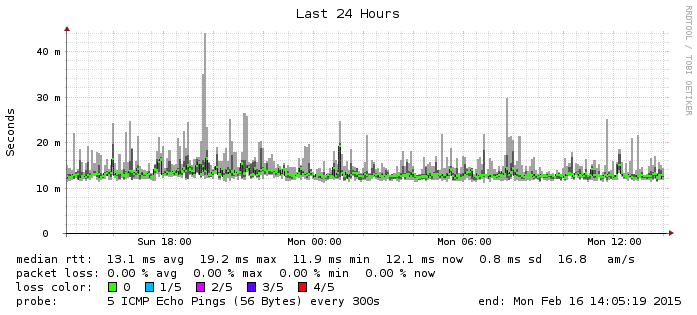 Last 24 Hours
RRDTOOL / TOBI OETIKER
Seconds
40 m
30 m
20 m
10 m
0
Sun 18:00 Mon 00:00 Mon 06:00 Mon 12:00
median rtt: 13.1 ms avg 19.2 ms max 11.9 ms min 12.1 ms now 0.8 ms sd 16.8 am/s
packet loss: 0.00 % avg 0.00 % max 0.00 % min 0.00 % now
loss color: 0 1/5 2/5 3/5 4/5
probe: 5 ICMP Echo Pings (56 Bytes) every 300s end: Mon Feb 16 14:05:19 2015